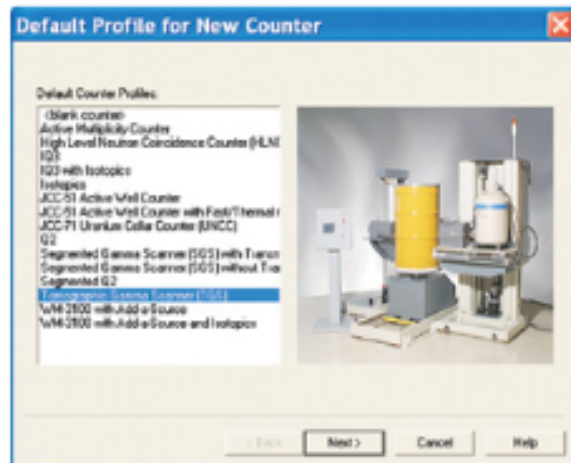 Default Profile for New Counter
Default Counter Profiles:
<blank counter>
Active Multiplicity Counter
High Level Neutron Coincidence Counter (HLN
IQ3
IQ3 with Isotopics
Isotopics
JCC-51 Active Well Counter
JCC-51 Active Well Counter with Fast/Thermal
JCC-71 Uranium Collar Counter (UNCC)
Q2
Segmented Gamma Scanner (SGS) with Transm
Segmented Gamma Scanner (SGS) without Tra
Segmented Q2
Tomographic Gamma Scanner (TGS)
WM-3100 with Add-a-Source
WM-3100 with Add-a-Source and Isotopics
< Back
Next >
Cancel
Help